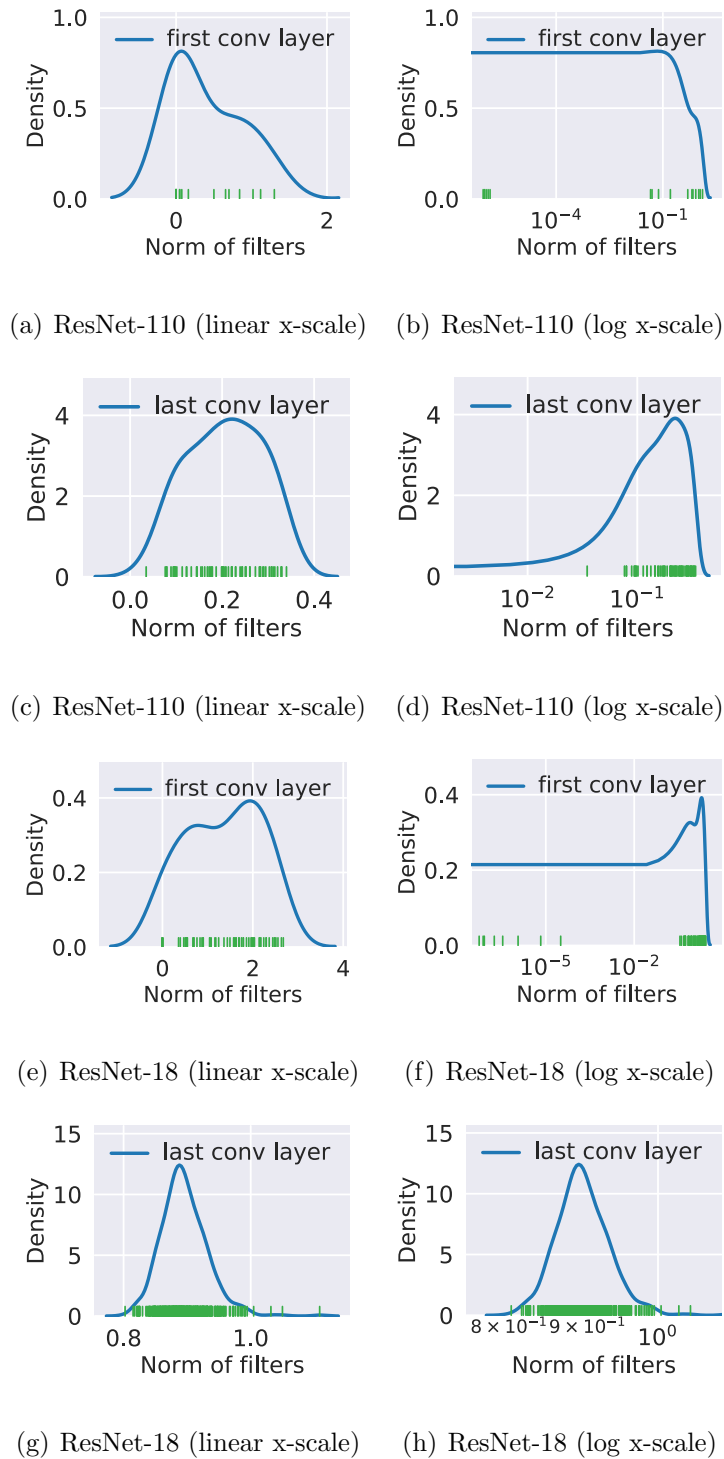 first conv layer
Density
1.0
0.5
0.0
0
2
Norm of filters
(a) ResNet-110 (linear x-scale)
first conv layer
Density
1.0
0.5
0.0
10⁻⁴
10⁻¹
Norm of filters
(b) ResNet-110 (log x-scale)
last conv layer
Density
4
2
0
0.0
0.2
0.4
Norm of filters
(c) ResNet-110 (linear x-scale)
last conv layer
Density
4
2
0
10⁻²
10⁻¹
Norm of filters
(d) ResNet-110 (log x-scale)
first conv layer
Density
0.4
0.2
0.0
0
2
4
Norm of filters
(e) ResNet-18 (linear x-scale)
first conv layer
Density
0.4
0.2
0.0
10⁻⁵
10⁻²
Norm of filters
(f) ResNet-18 (log x-scale)
last conv layer
Density
15
10
5
0
0.8
1.0
Norm of filters
(g) ResNet-18 (linear x-scale)
last conv layer
Density
15
10
5
0
8 × 10⁻¹
9 × 10⁻¹
10⁰
Norm of filters
(h) ResNet-18 (log x-scale)